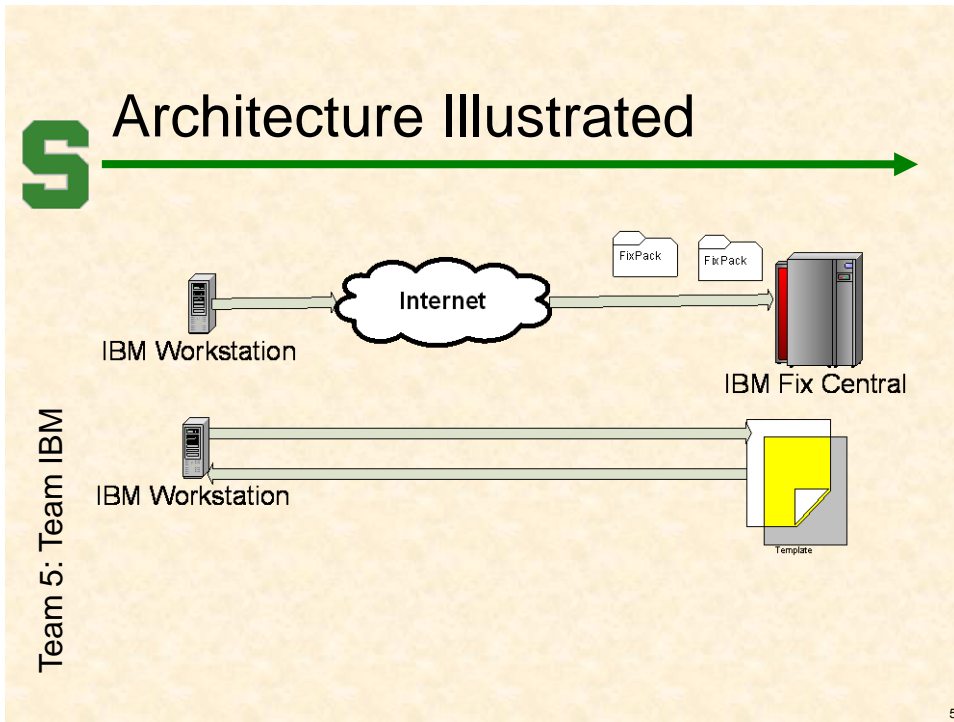 Architecture Illustrated
S
FixPack
FixPack
Internet
IBM Workstation
IBM Fix Central
IBM Workstation
Template
Team 5: Team IBM
5